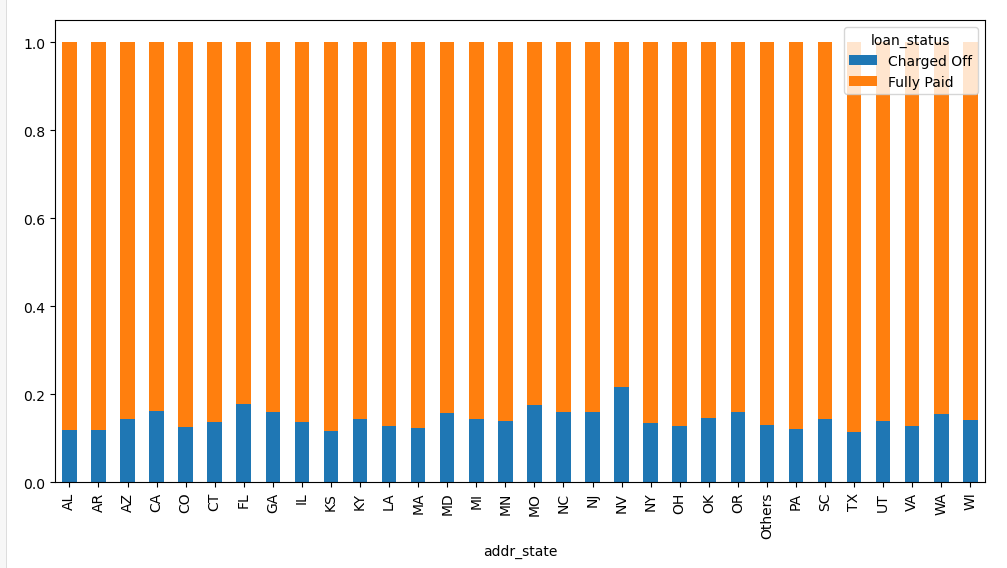 1.0
0.8
0.6
0.4
0.2
0.0
loan_status
Charged Off
Fully Paid
AL AR AZ CA CO CT FL GA IL KS KY LA MA MD MI MN MO NC NJ NV NY OH OK OR Others PA SC TX UT VA WA WI
addr_state